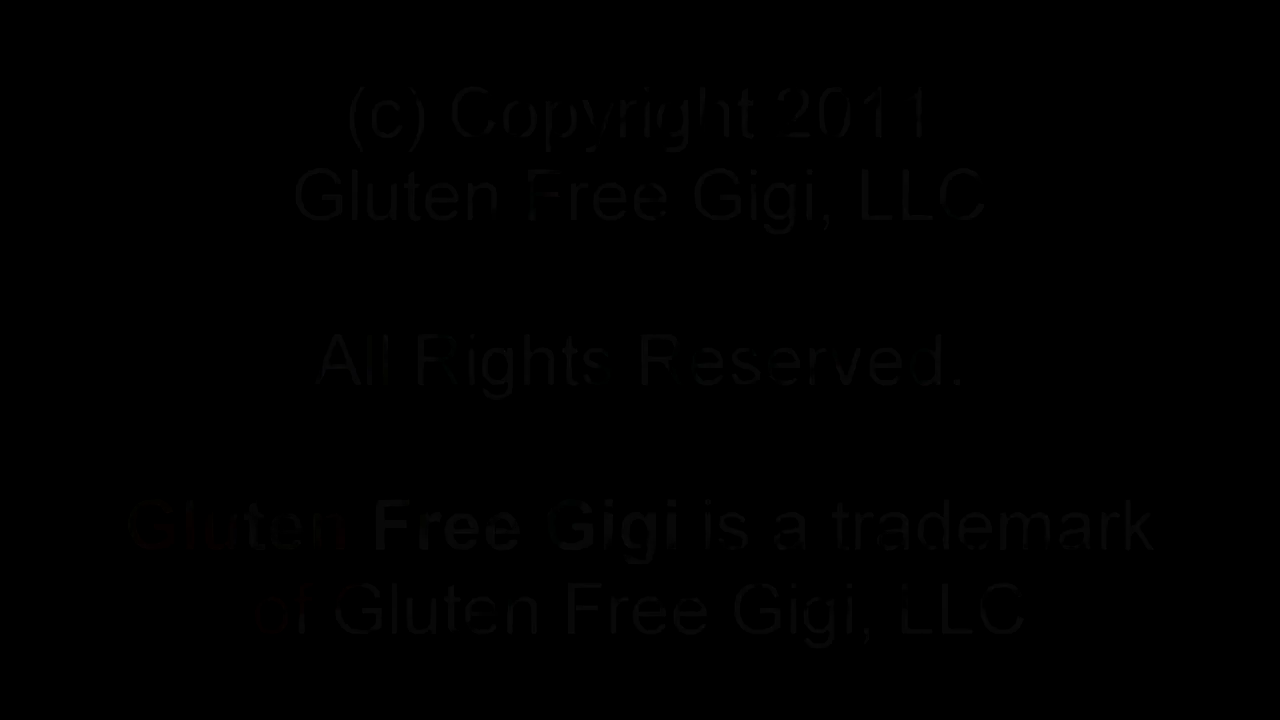 (c) Copyright 2011
Gluten Free Gigi, LLC
All Rights Reserved.
Gluten Free Gigi is a trademark
of Gluten Free Gigi, LLC